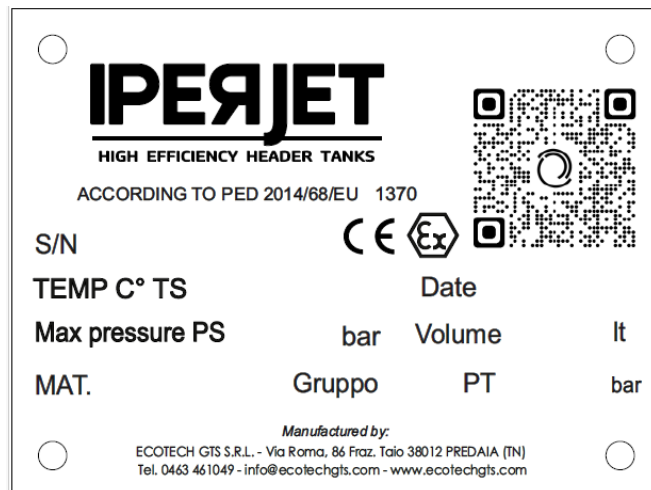 IPERJET
HIGH EFFICIENCY HEADER TANKS
ACCORDING TO PED 2014/68/EU 1370
S/N CE Ex
TEMP C° TS Date
Max pressure PS bar Volume lt
MAT. Gruppo PT bar
Manufactured by:
ECOTECH GTS S.R.L. - Via Roma, 86 Fraz. Taio 38012 PREDAIA (TN)
Tel. 0463 461049 - info@ecotechgts.com - www.ecotechgts.com